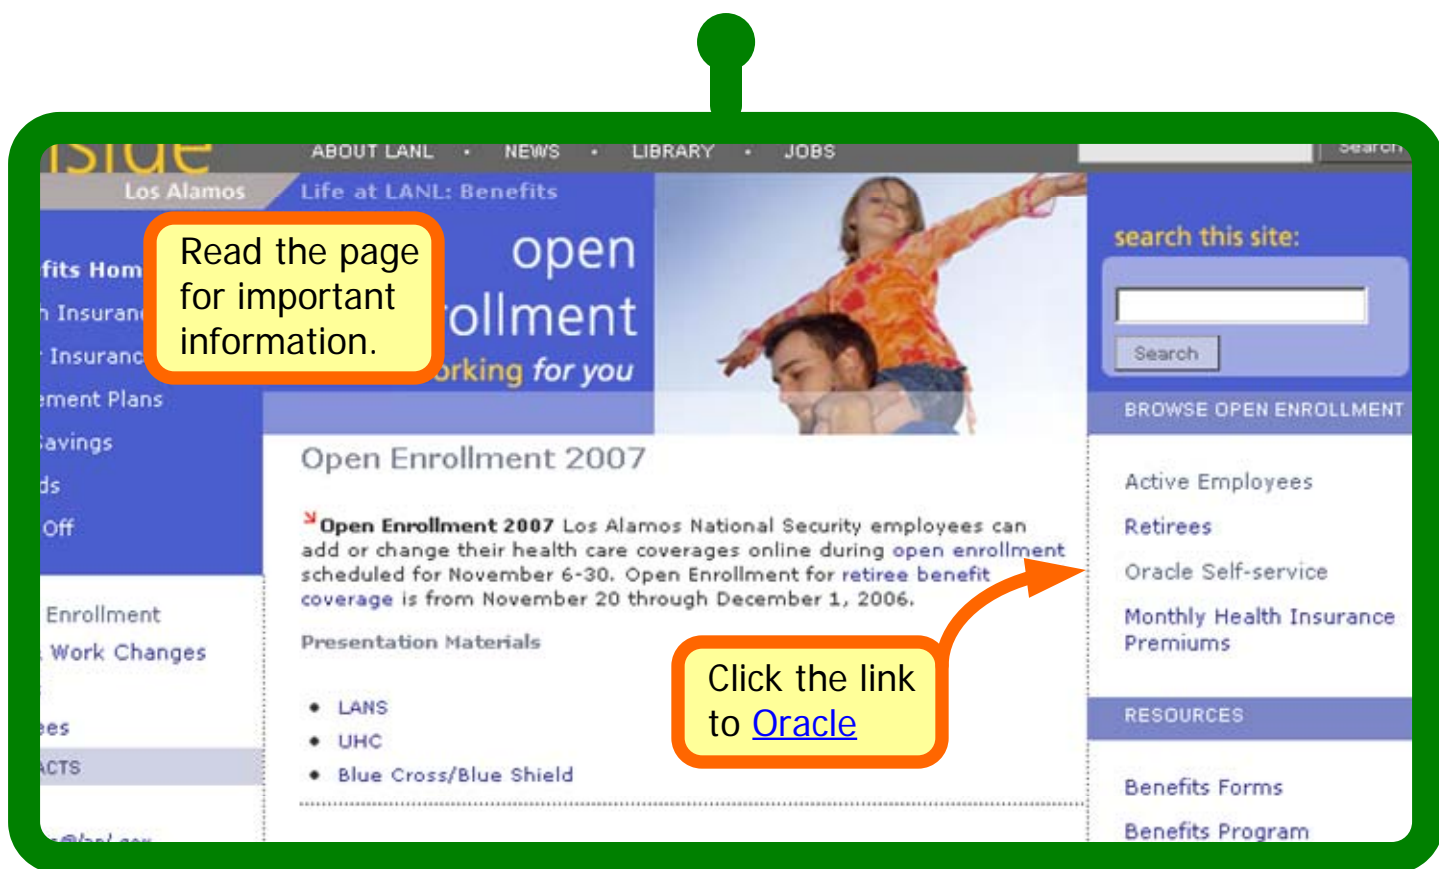 ABOUT LANL • NEWS • LIBRARY • JOBS
Search
Los Alamos
Life at LANL: Benefits
open
ollment
orking for you
Read the page
for important
information.
fits Hom
h Insuran
Insuranc
ement Plans
avings
ds
Off
Enrollment
Work Changes
ees
ACTS
Open Enrollment 2007
Open Enrollment 2007 Los Alamos National Security employees can
add or change their health care coverages online during open enrollment
scheduled for November 6-30. Open Enrollment for retiree benefit
coverage is from November 20 through December 1, 2006.
Presentation Materials
• LANS
• UHC
• Blue Cross/Blue Shield
Click the link
to Oracle
search this site:
Search
BROWSE OPEN ENROLLMENT
Active Employees
Retirees
Oracle Self-service
Monthly Health Insurance
Premiums
RESOURCES
Benefits Forms
Benefits Program